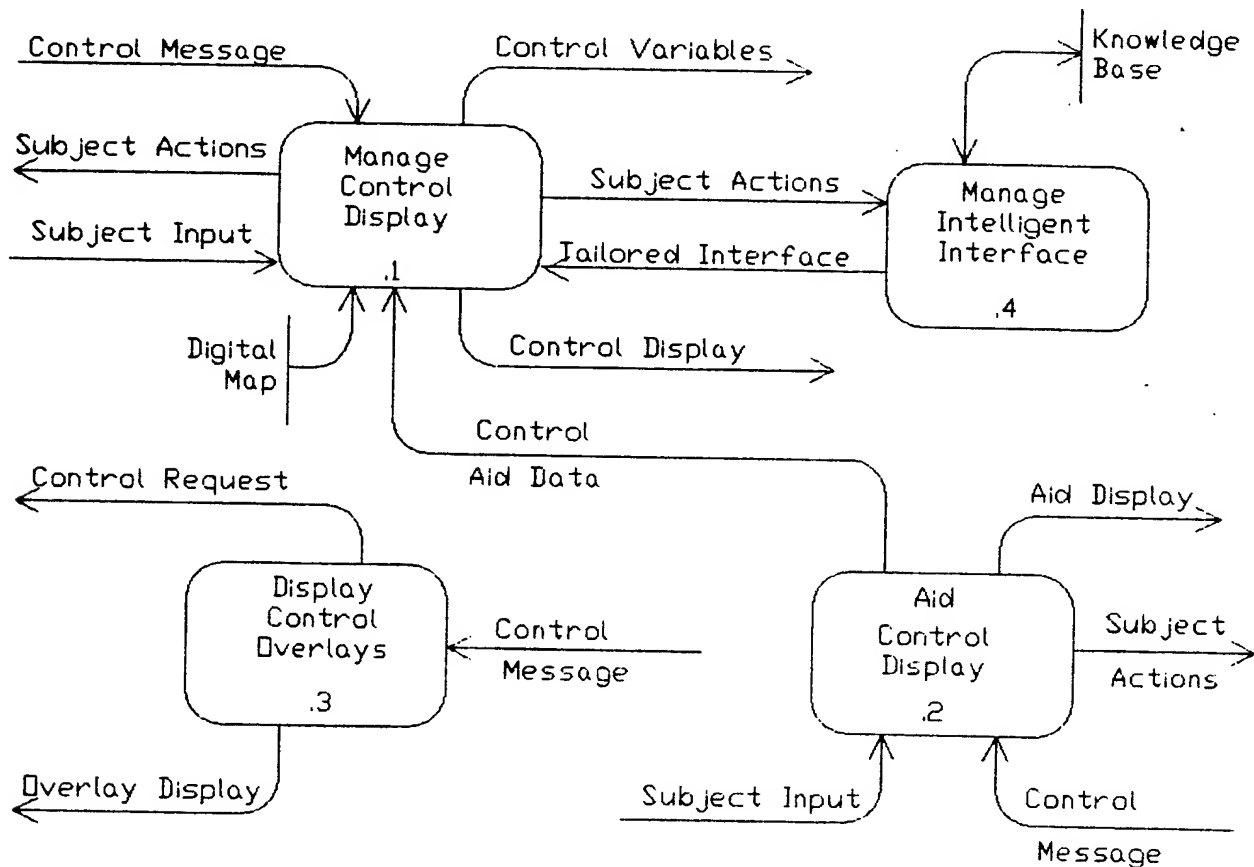 Control Message
Control Variables
Knowledge
Base
Subject Actions
Manage
Control
Display
.1
Subject Actions
Manage
Intelligent
Interface
.4
Subject Input
Tailored Interface
Digital
Map
Control Display
Control
Aid Data
Control Request
Aid Display
Display
Control
Overlays
.3
Control
Message
Aid
Control
Display
.2
Subject
Actions
Overlay Display
Subject Input
Control
Message